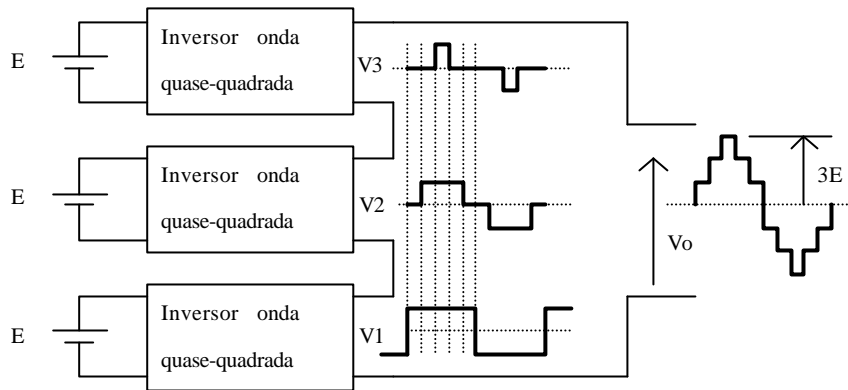 E
Inversor onda
quase-quadrada
V3
E
Inversor onda
quase-quadrada
V2
3E
Vo
E
Inversor onda
quase-quadrada
V1